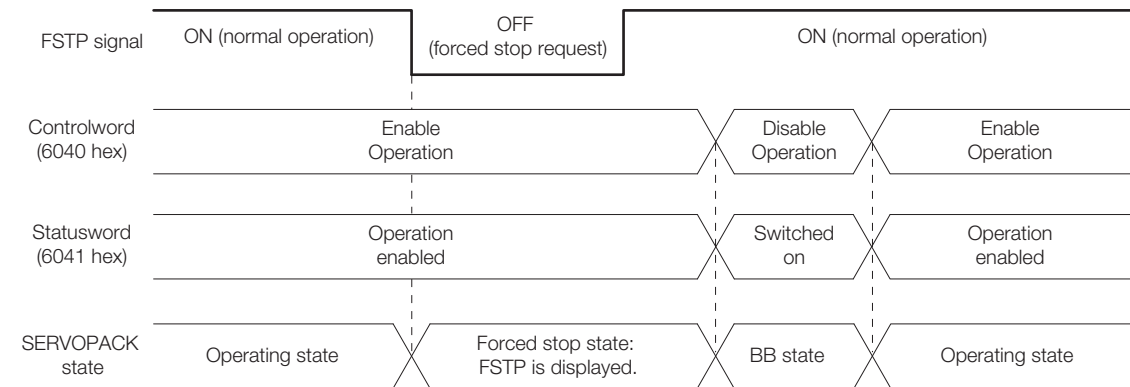 FSTP signal
ON (normal operation)
OFF
(forced stop request)
ON (normal operation)
Controlword
(6040 hex)
Enable
Operation
Disable
Operation
Enable
Operation
Statusword
(6041 hex)
Operation
enabled
Switched
on
Operation
enabled
SERVOPACK
state
Operating state
Forced stop state:
FSTP is displayed.
BB state
Operating state